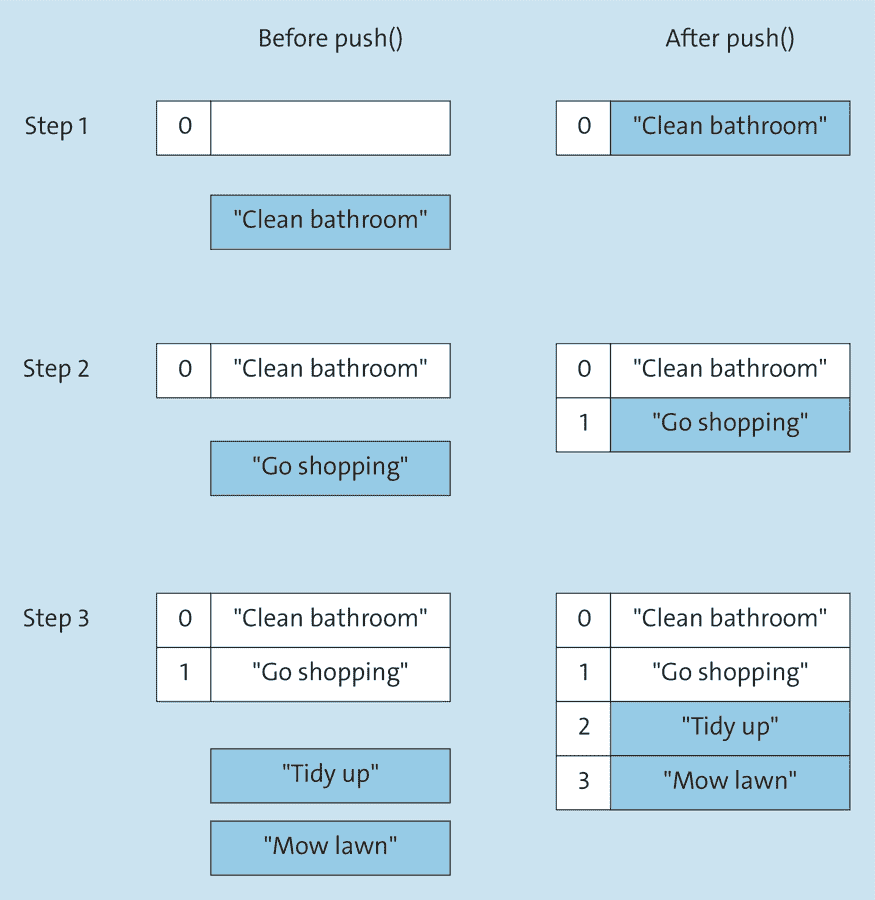 Before push()
After push()
Step 1
0
0
"Clean bathroom"
"Clean bathroom"
Step 2
0
"Clean bathroom"
0
"Clean bathroom"
1
"Go shopping"
"Go shopping"
Step 3
0
"Clean bathroom"
0
"Clean bathroom"
1
"Go shopping"
1
"Go shopping"
2
"Tidy up"
"Tidy up"
3
"Mow lawn"
"Mow lawn"